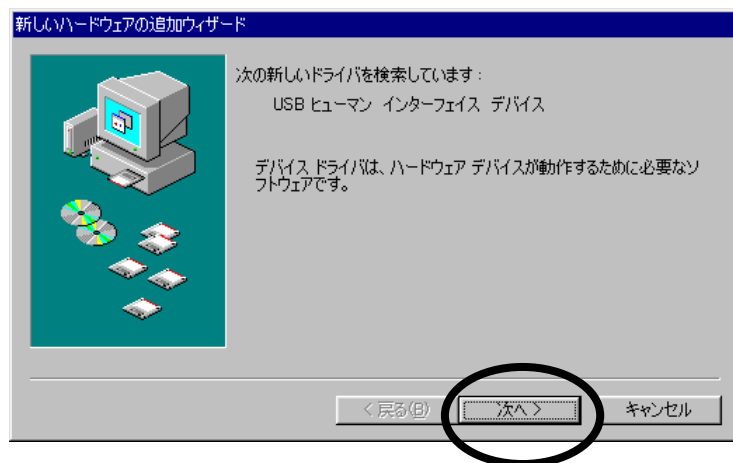 新しいハードウェアの追加ウィザード
次の新しいドライバを検索しています：
USB ヒューマン インターフェイス デバイス
デバイス ドライバは、ハードウェア デバイスが動作するために必要なソ
フトウェアです。
< 戻る(B)
次へ >
キャンセル